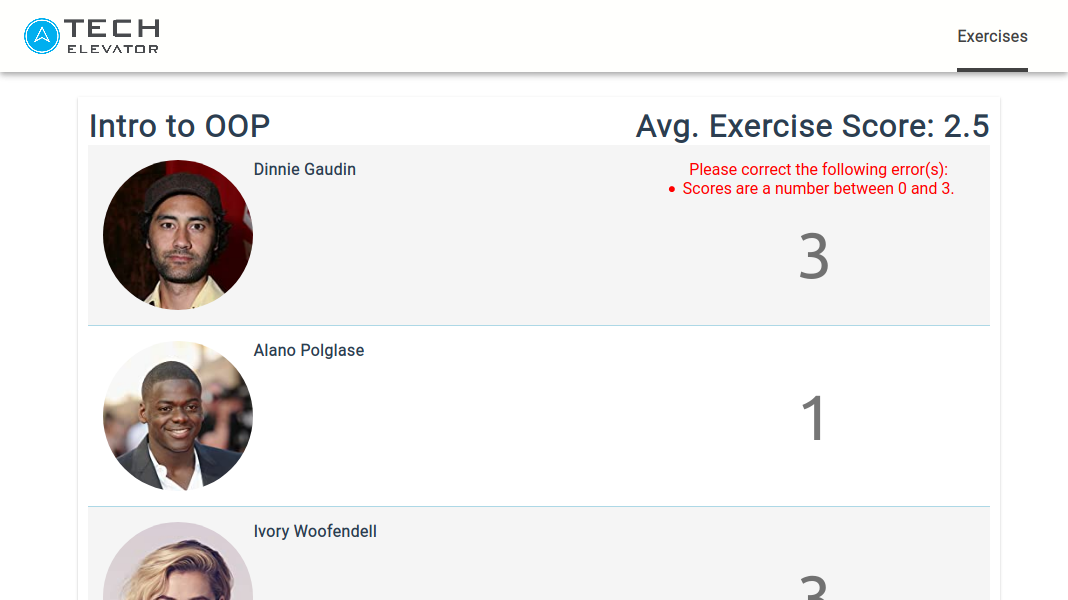 TECH
ELEVATOR
Exercises
Intro to OOP
Avg. Exercise Score: 2.5
Dinnie Gaudin
Please correct the following error(s):
• Scores are a number between 0 and 3.
3
Alano Polglase
1
Ivory Woofendell
3